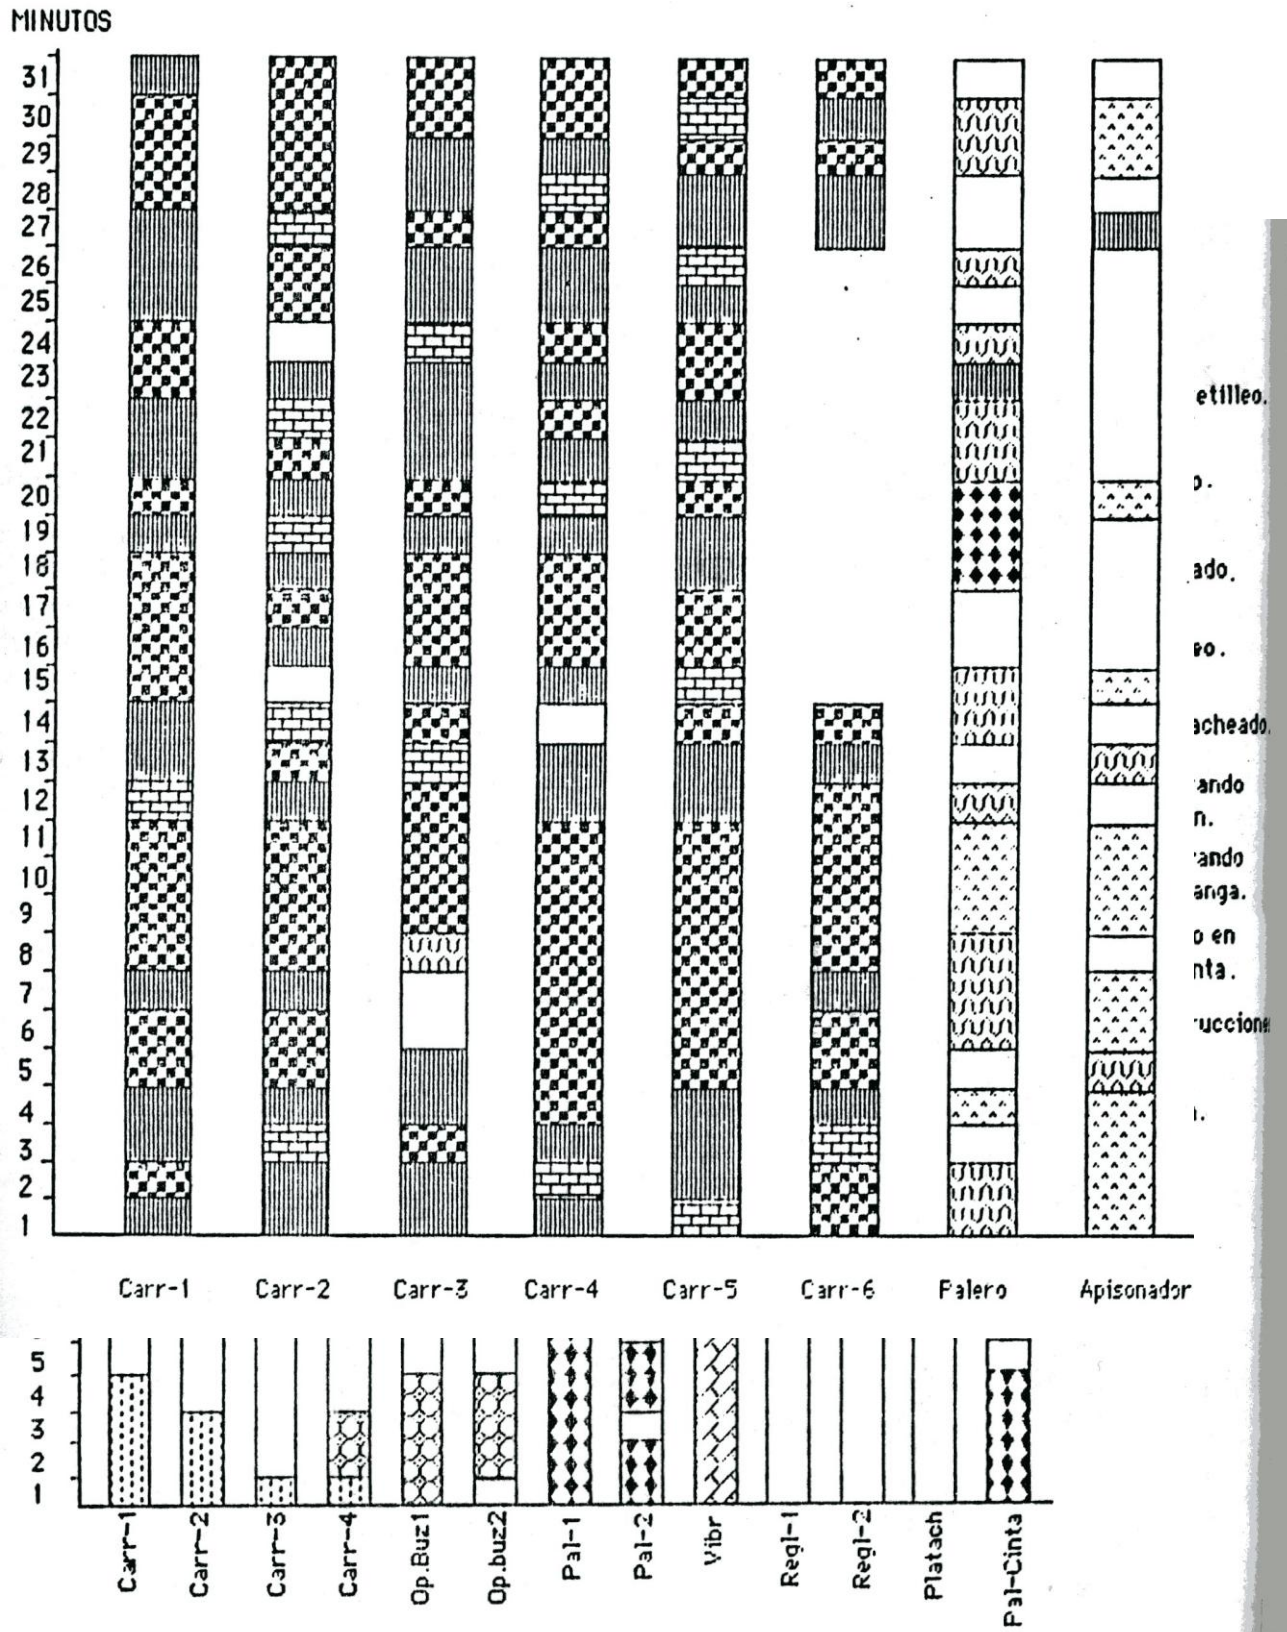 MINUTOS
31
30
29
28
27
26
25
24
23
22
21
20
19
18
17
16
15
14
13
12
11
10
9
8
7
6
5
4
3
2
1
etilleo.
o.
ado.
eo.
acheado.
ando
n.
ando
anga.
o en
nta.
ruccione
Carr-1 Carr-2 Carr-3 Carr-4 Carr-5 Carr-6 Palero Apisonador
5
4
3
2
1
Carr-1
Carr-2
Carr-3
Carr-4
Op.Buz1
Op.buz2
Pal-1
Pal-2
Vibr
Regl-1
Regl-2
Platach
Pal-Cinta